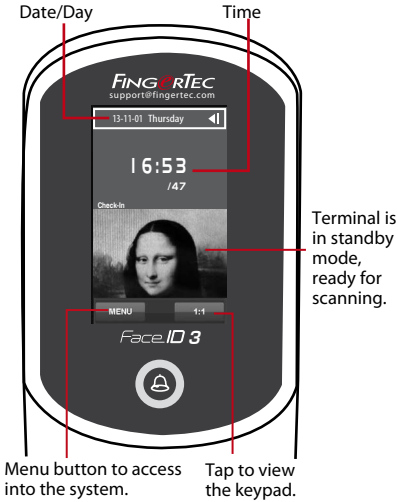 Date/Day
Time
FINGERTEC
support@fingertec.com
13-11-01 Thursday
16:53
/47
Check-In
Terminal is
in standby
mode,
ready for
scanning.
MENU
1:1
Face ID 3
Menu button to access
into the system.
Tap to view
the keypad.